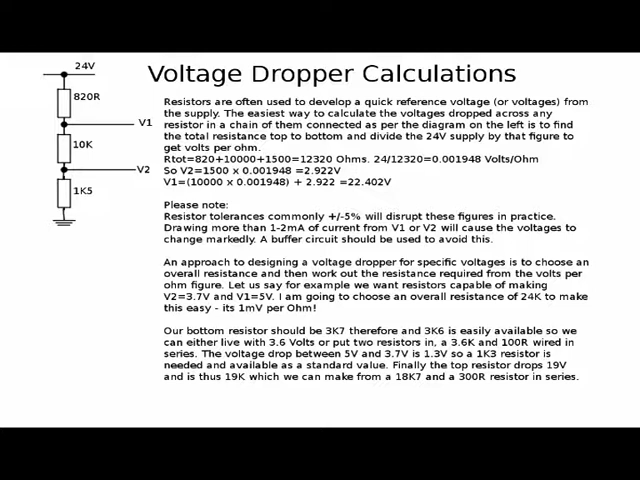 Voltage Dropper Calculations
24V
820R
V1
10K
V2
1K5
Resistors are often used to develop a quick reference voltage (or voltages) from
the supply. The easiest way to calculate the voltages dropped across any
resistor in a chain of them connected as per the diagram on the left is to find
the total resistance top to bottom and divide the 24V supply by that figure to
get volts per ohm.
Rtot=820+10000+1500=12320 Ohms. 24/12320=0.001948 Volts/Ohm
So V2=1500 x 0.001948 =2.922V
V1=(10000 x 0.001948) + 2.922 =22.402V
Please note:
Resistor tolerances commonly +/-5% will disrupt these figures in practice.
Drawing more than 1-2mA of current from V1 or V2 will cause the voltages to
change markedly. A buffer circuit should be used to avoid this.
An approach to designing a voltage dropper for specific voltages is to choose an
overall resistance and then work out the resistance required from the volts per
ohm figure. Let us say for example we want resistors capable of making
V2=3.7V and V1=5V. I am going to choose an overall resistance of 24K to make
this easy - its 1mV per Ohm!
Our bottom resistor should be 3K7 therefore and 3K6 is easily available so we
can either live with 3.6 Volts or put two resistors in, a 3.6K and 100R wired in
series. The voltage drop between 5V and 3.7V is 1.3V so a 1K3 resistor is
needed and available as a standard value. Finally the top resistor drops 19V
and is thus 19K which we can make from a 18K7 and a 300R resistor in series.